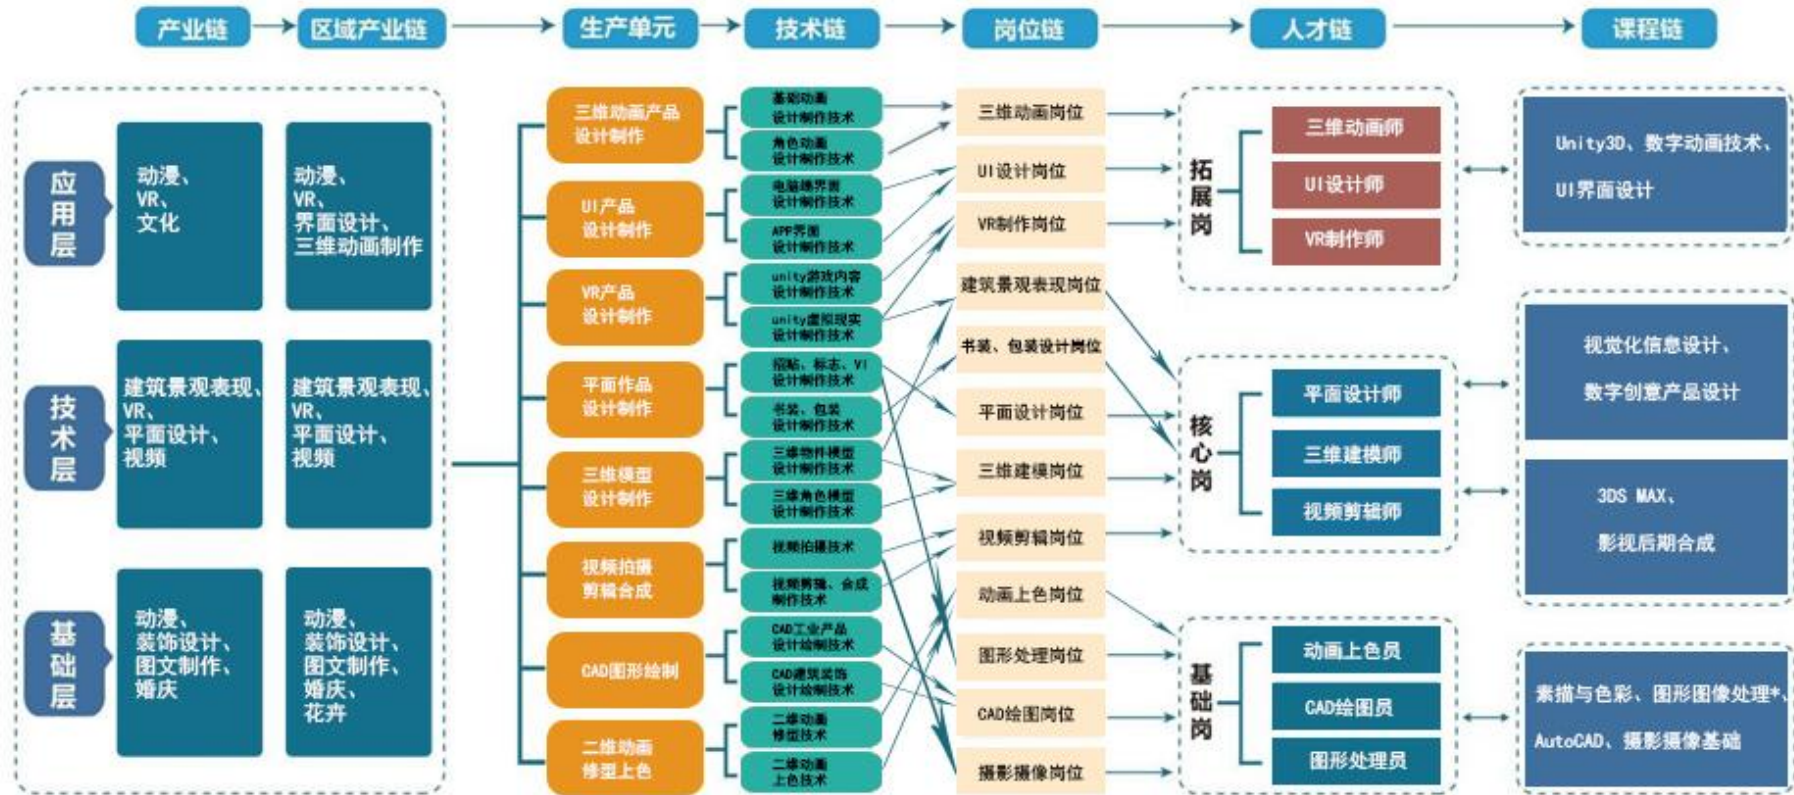 产业链
区域产业链
生产单元
技术链
岗位链
人才链
课程链
应用层
动漫、
VR、
文化
动漫、
VR、
界面设计、
三维动画制作
技术层
建筑景观表现、
VR、
平面设计、
视频
建筑景观表现、
VR、
平面设计、
视频
基础层
动漫、
装饰设计、
图文制作、
婚庆
动漫、
装饰设计、
图文制作、
婚庆、
花卉
三维动画产品
设计制作
UI产品
设计制作
VR产品
设计制作
平面作品
设计制作
三维模型
设计制作
视频拍摄
剪辑合成
CAD图形绘制
二维动画
修型上色
基础动画
设计制作技术
角色动画
设计制作技术
电脑端界面
设计制作技术
APP界面
设计制作技术
unity游戏内容
设计制作技术
unity虚拟现实
设计制作技术
招贴、标志、VI
设计制作技术
书装、包装
设计制作技术
三维物件模型
设计制作技术
三维角色模型
设计制作技术
视频拍摄技术
视频剪辑、合成
制作技术
CAD工业产品
设计绘制技术
CAD建筑装饰
设计绘制技术
二维动画
修型技术
二维动画
上色技术
三维动画岗位
UI设计岗位
VR制作岗位
建筑景观表现岗位
书装、包装设计岗位
平面设计岗位
三维建模岗位
视频剪辑岗位
动画上色岗位
图形处理岗位
CAD绘图岗位
摄影摄像岗位
拓展岗
三维动画师
UI设计师
VR制作师
核心岗
平面设计师
三维建模师
视频剪辑师
基础岗
动画上色员
CAD绘图员
图形处理员
Unity3D、数字动画技术、
UI界面设计
视觉化信息设计、
数字创意产品设计
3DS MAX、
影视后期合成
素描与色彩、图形图像处理*、
AutoCAD、摄影摄像基础